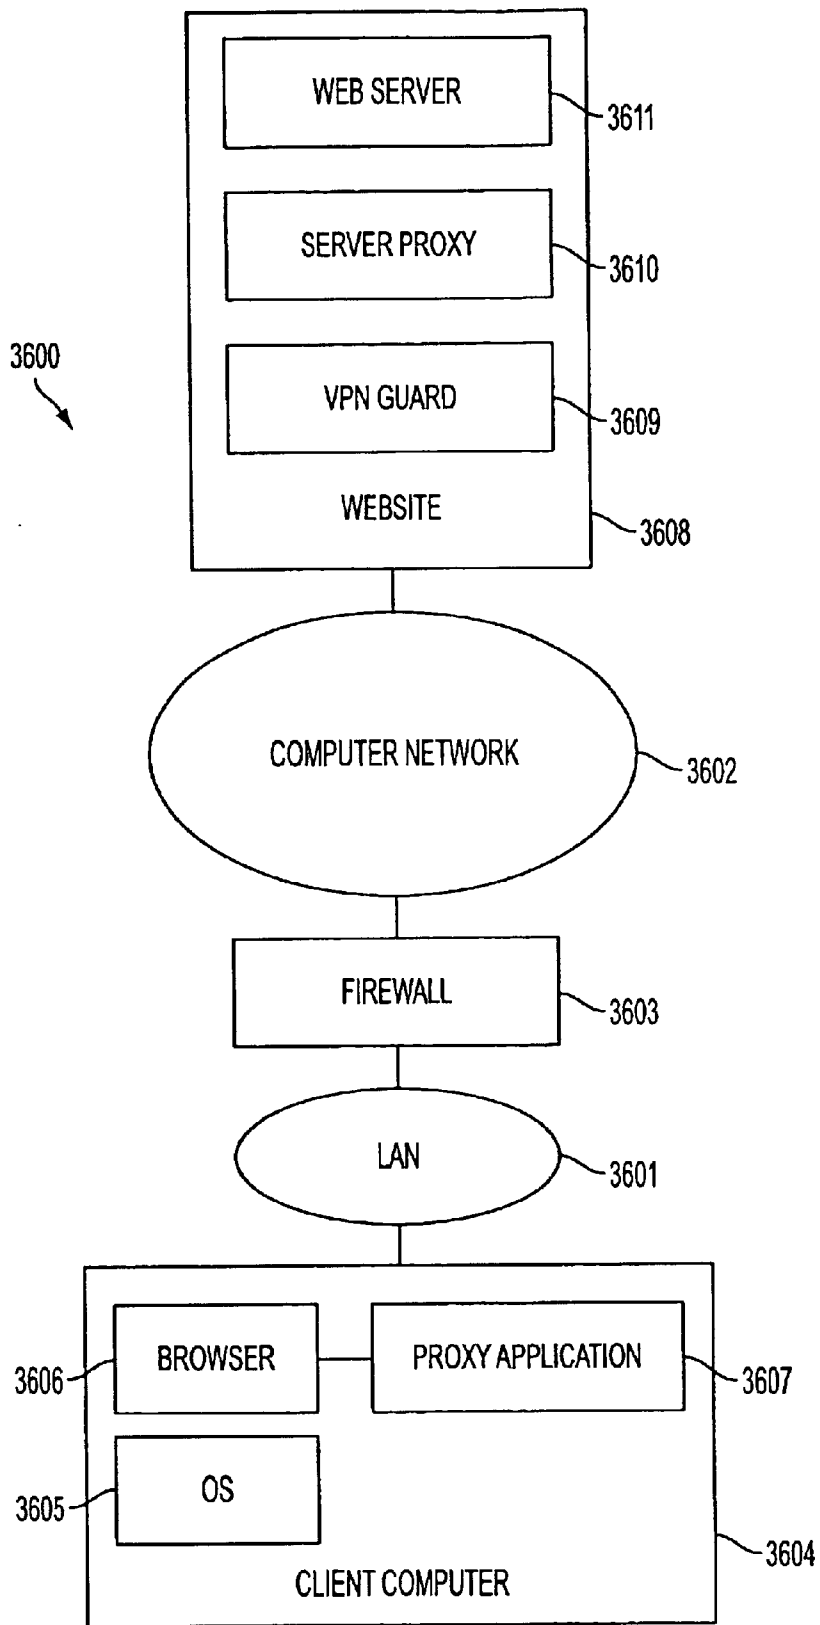 WEB SERVER
3611
SERVER PROXY
3610
3600
VPN GUARD
3609
WEBSITE
3608
COMPUTER NETWORK
3602
FIREWALL
3603
LAN
3601
BROWSER
PROXY APPLICATION
3606
3607
OS
3605
3604
CLIENT COMPUTER